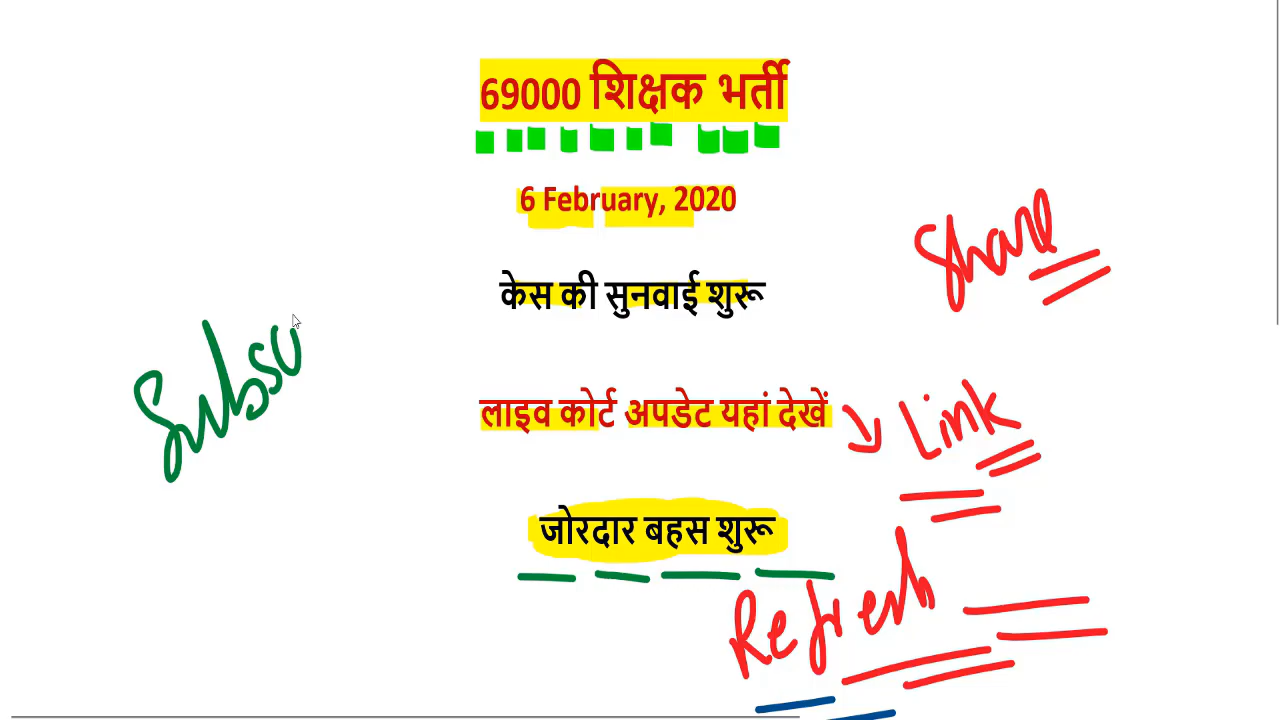 69000 शिक्षक भर्ती
6 February, 2020
Share
केस की सुनवाई शुरू
Subsc
लाइव कोर्ट अपडेट यहां देखें
Link
जोरदार बहस शुरू
Refresh